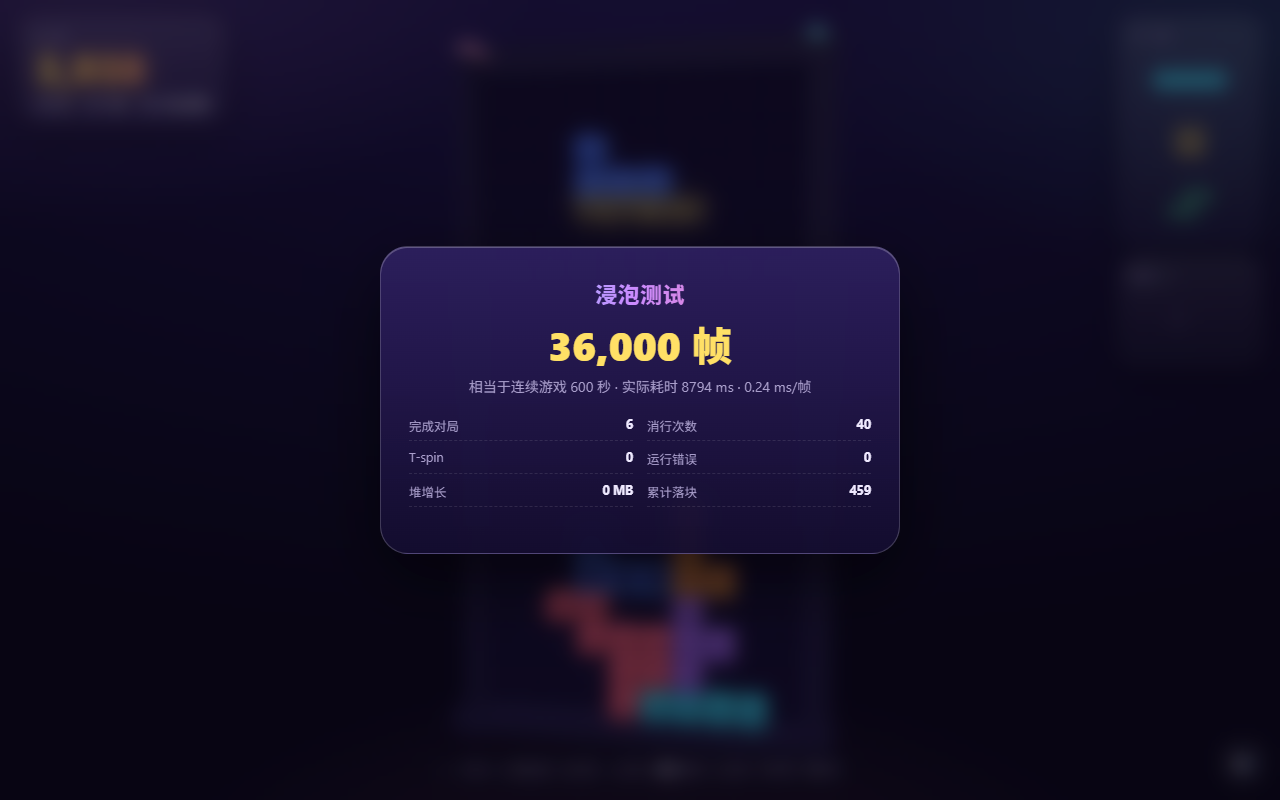 浸泡测试
36,000 帧
相当于连续游戏 600 秒 · 实际耗时 8794 ms · 0.24 ms/帧
完成对局 6 消行次数 40
T-spin 0 运行错误 0
堆增长 0 MB 累计落块 459